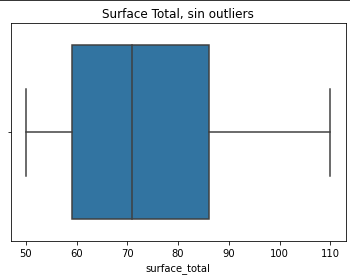 Surface Total, sin outliers
50 60 70 80 90 100 110
surface_total